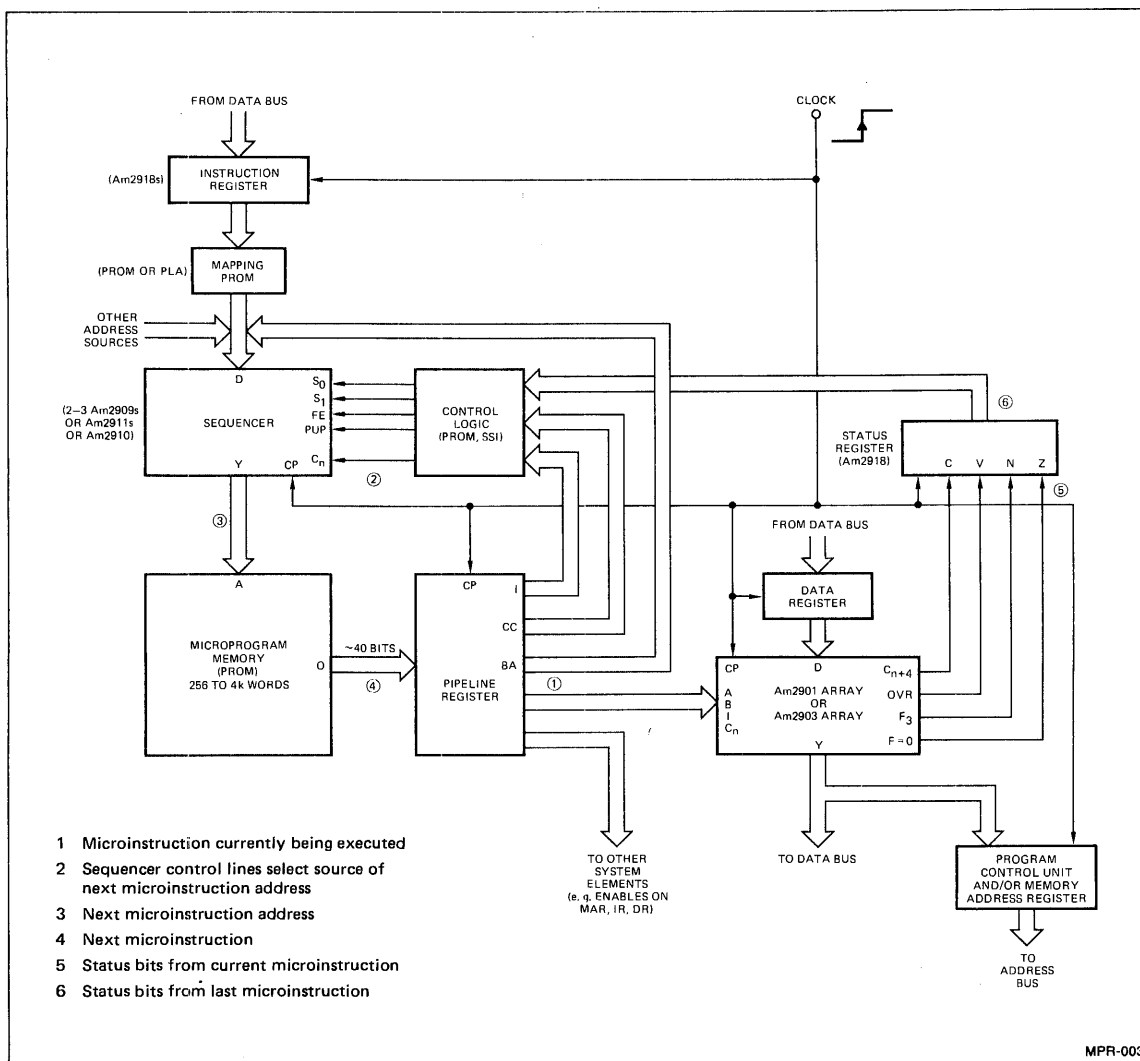 FROM DATA BUS
CLOCK
(Am2918s)
INSTRUCTION
REGISTER
(PROM OR PLA)
MAPPING
PROM
OTHER
ADDRESS
SOURCES
D
(2–3 Am2909s
OR Am2911s
OR Am2910)
SEQUENCER
S0
S1
FE
PUP
Cn
Y
CP
CONTROL
LOGIC
(PROM, SSI)
②
⑥
STATUS
REGISTER
(Am2918)
C V N Z
⑤
③
FROM DATA BUS
DATA
REGISTER
A
MICROPROGRAM
MEMORY
(PROM)
256 TO 4k WORDS
O
~40 BITS
④
CP
I
CC
BA
PIPELINE
REGISTER
①
CP
D
A
B
I
Cn
Am2901 ARRAY
OR
Am2903 ARRAY
Cn+4
OVR
F3
F = 0
Y
TO OTHER
SYSTEM
ELEMENTS
(e. g. ENABLES ON
MAR, IR, DR)
TO DATA BUS
PROGRAM
CONTROL UNIT
AND/OR MEMORY
ADDRESS REGISTER
TO
ADDRESS
BUS
1 Microinstruction currently being executed
2 Sequencer control lines select source of
next microinstruction address
3 Next microinstruction address
4 Next microinstruction
5 Status bits from current microinstruction
6 Status bits from last microinstruction
MPR-003